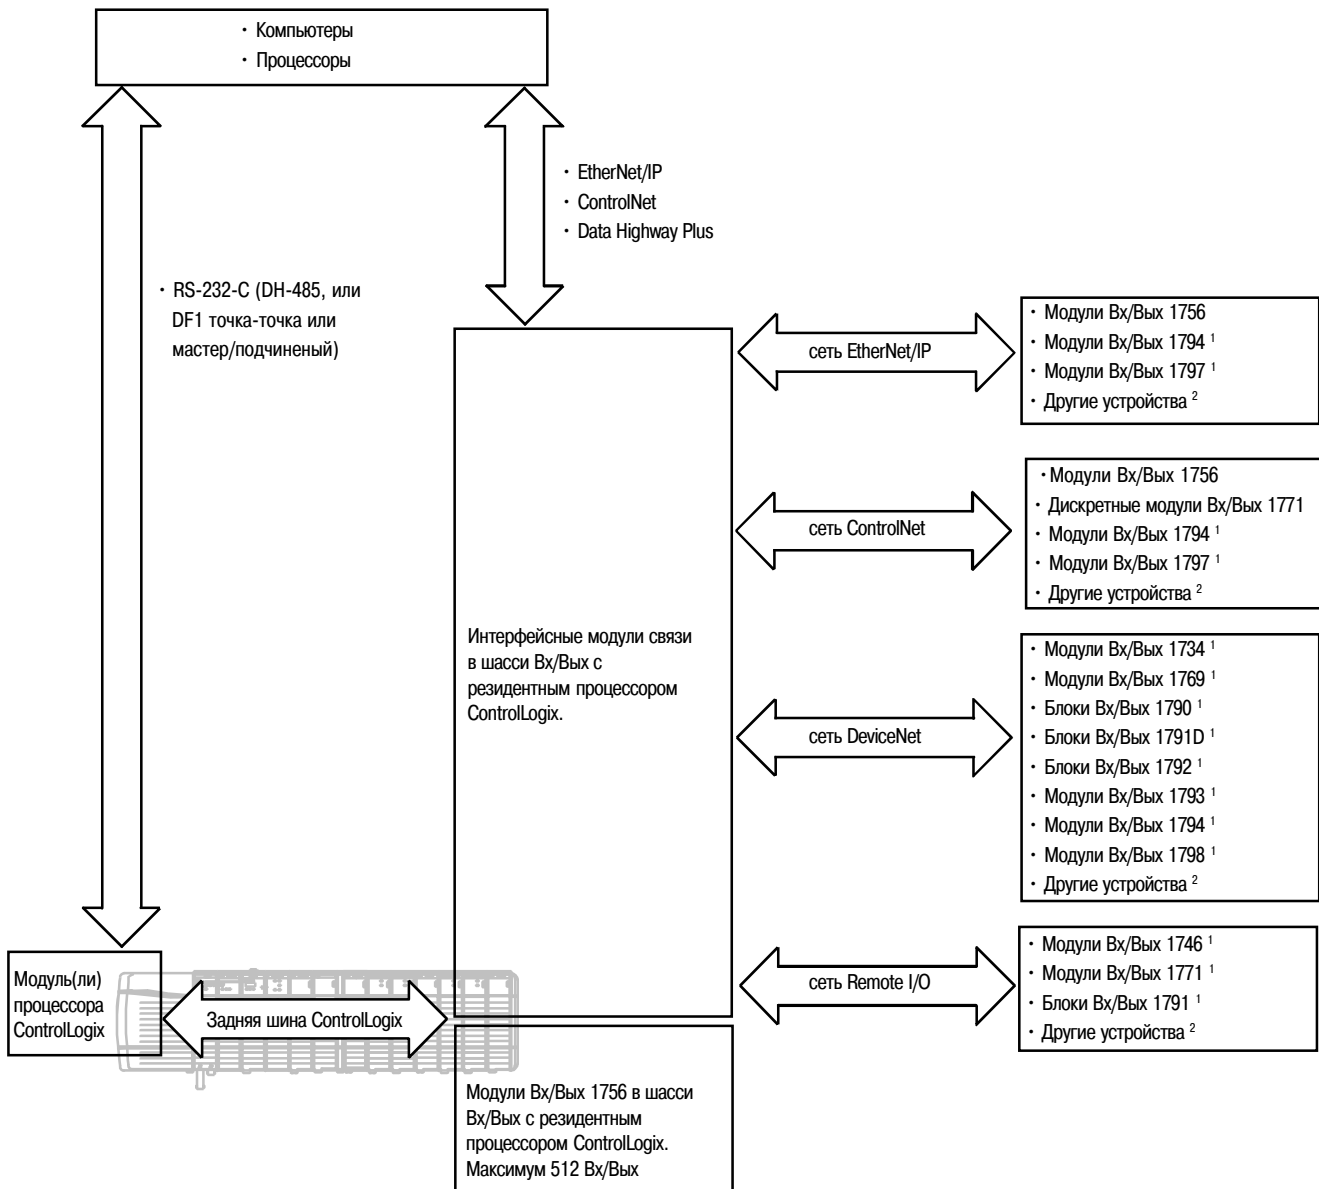 · Компьютеры
· Процессоры
· EtherNet/IP
· ControlNet
· Data Highway Plus
· RS-232-C (DH-485, или
DF1 точка-точка или
мастер/подчиненый)
сеть EtherNet/IP
· Модули Вх/Вых 1756
· Модули Вх/Вых 1794 ¹
· Модули Вх/Вых 1797 ¹
· Другие устройства ²
сеть ControlNet
· Модули Вх/Вых 1756
· Дискретные модули Вх/Вых 1771
· Модули Вх/Вых 1794 ¹
· Модули Вх/Вых 1797 ¹
· Другие устройства ²
Интерфейсные модули связи
в шасси Вх/Вых с
резидентным процессором
ControlLogix.
сеть DeviceNet
· Модули Вх/Вых 1734 ¹
· Модули Вх/Вых 1769 ¹
· Блоки Вх/Вых 1790 ¹
· Блоки Вх/Вых 1791D ¹
· Блоки Вх/Вых 1792 ¹
· Модули Вх/Вых 1793 ¹
· Модули Вх/Вых 1794 ¹
· Модули Вх/Вых 1798 ¹
· Другие устройства ²
сеть Remote I/O
· Модули Вх/Вых 1746 ¹
· Модули Вх/Вых 1771 ¹
· Блоки Вх/Вых 1791 ¹
· Другие устройства ²
Модуль(ли)
процессора
ControlLogix
Задняя шина ControlLogix
Модули Вх/Вых 1756 в шасси
Вх/Вых с резидентным
процессором ControlLogix.
Максимум 512 Вх/Вых